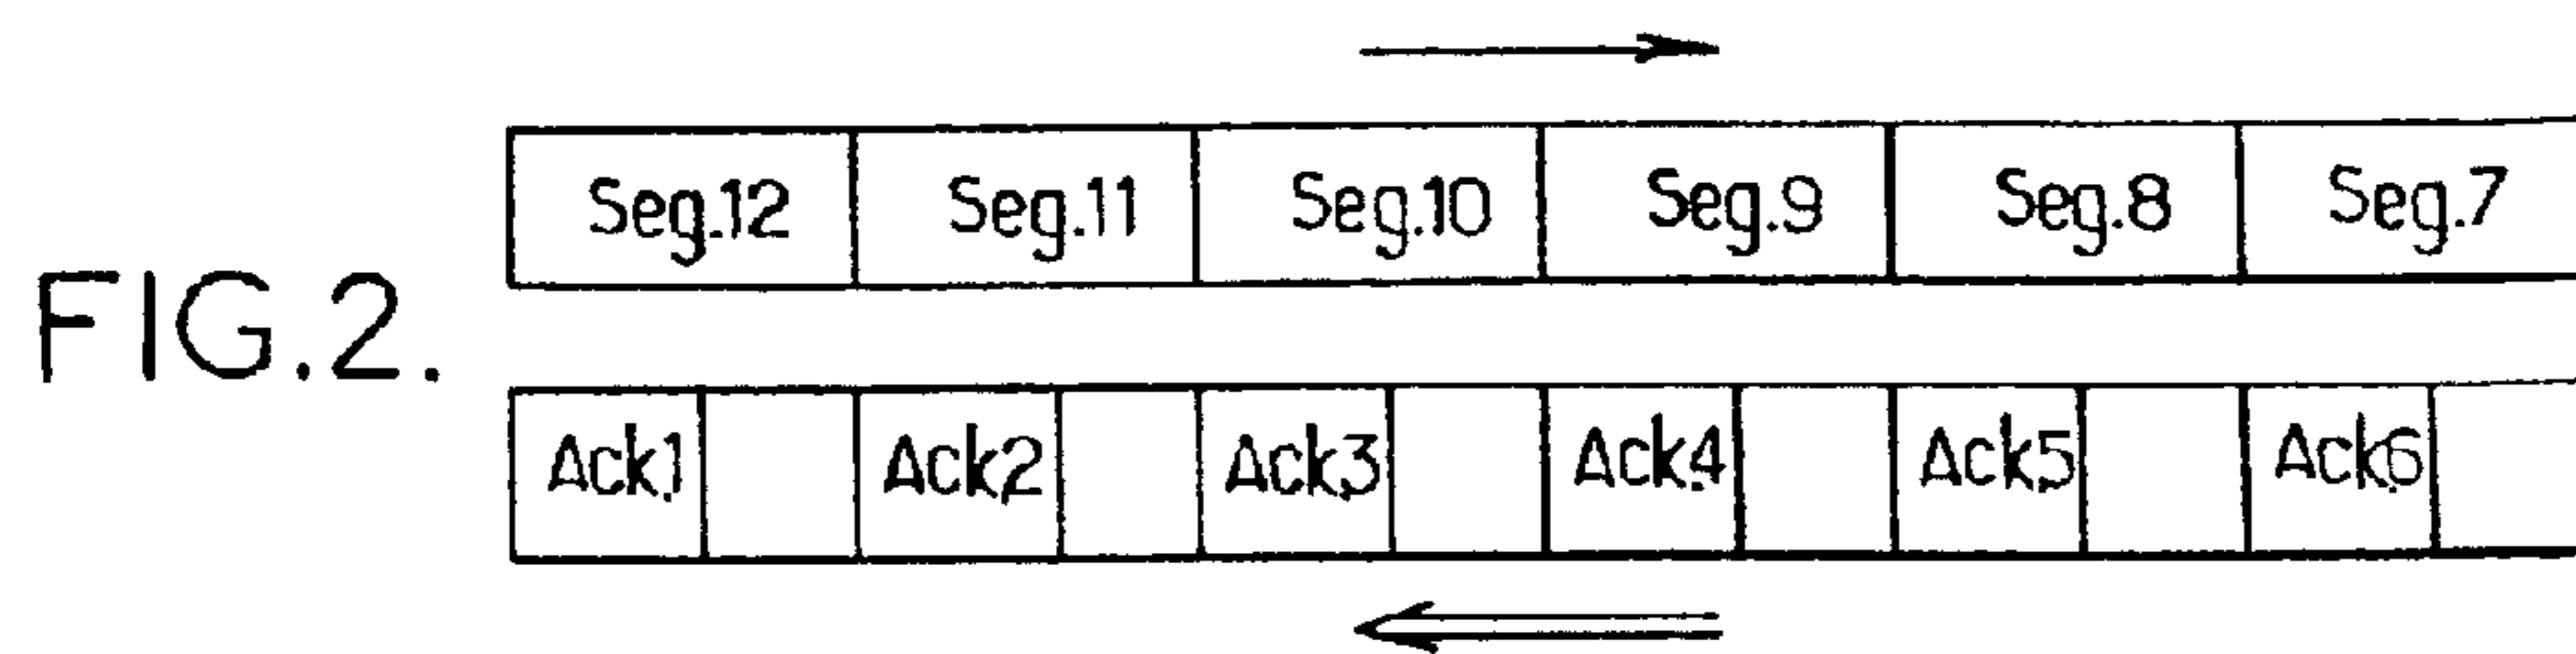 Seg.12 Seg.11 Seg.10 Seg.9 Seg.8 Seg.7
FIG.2.
Ack1 Ack2 Ack3 Ack4 Ack5 Ack6